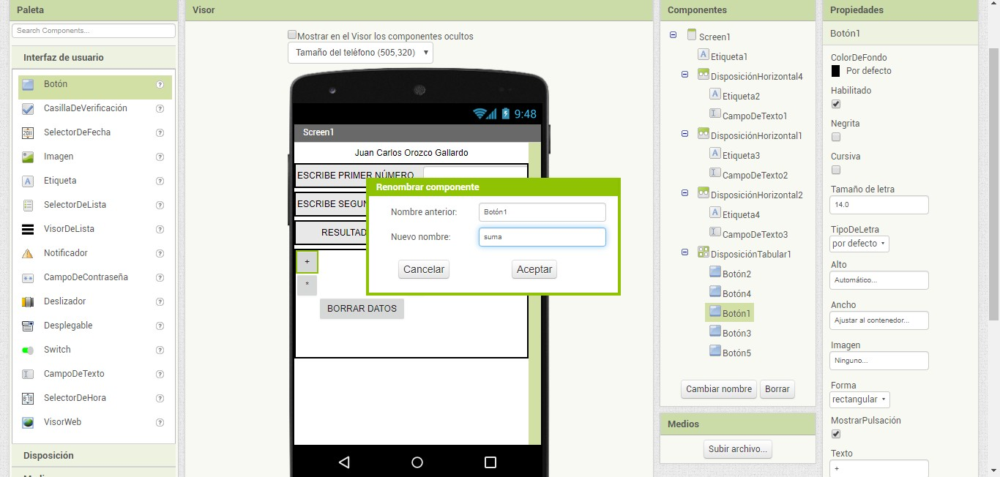 Paleta
Search Components...
Interfaz de usuario
Botón
CasillaDeVerificación
SelectorDeFecha
Imagen
Etiqueta
SelectorDeLista
VisorDeLista
Notificador
CampoDeContraseña
Deslizador
Desplegable
Switch
CampoDeTexto
SelectorDeHora
VisorWeb
Disposición
Visor
Mostrar en el Visor los componentes ocultos
Tamaño del teléfono (505,320)
9:48
Screen1
Juan Carlos Orozco Gallardo
ESCRIBE PRIMER NÚMERO
ESCRIBE SEGUN
RESULTAD
+
*
BORRAR DATOS
Renombrar componente
Nombre anterior: Botón1
Nuevo nombre: suma
Cancelar Aceptar
Componentes
Screen1
Etiqueta1
DisposiciónHorizontal4
Etiqueta2
CampoDeTexto1
DisposiciónHorizontal1
Etiqueta3
CampoDeTexto2
DisposiciónHorizontal2
Etiqueta4
CampoDeTexto3
DisposiciónTabular1
Botón2
Botón4
Botón1
Botón3
Botón5
Cambiar nombre Borrar
Medios
Subir archivo...
Propiedades
Botón1
ColorDeFondo
Por defecto
Habilitado
Negrita
Cursiva
Tamaño de letra
14.0
TipoDeLetra
por defecto
Alto
Automático...
Ancho
Ajustar al contenedor...
Imagen
Ninguno...
Forma
rectangular
MostrarPulsación
Texto
+